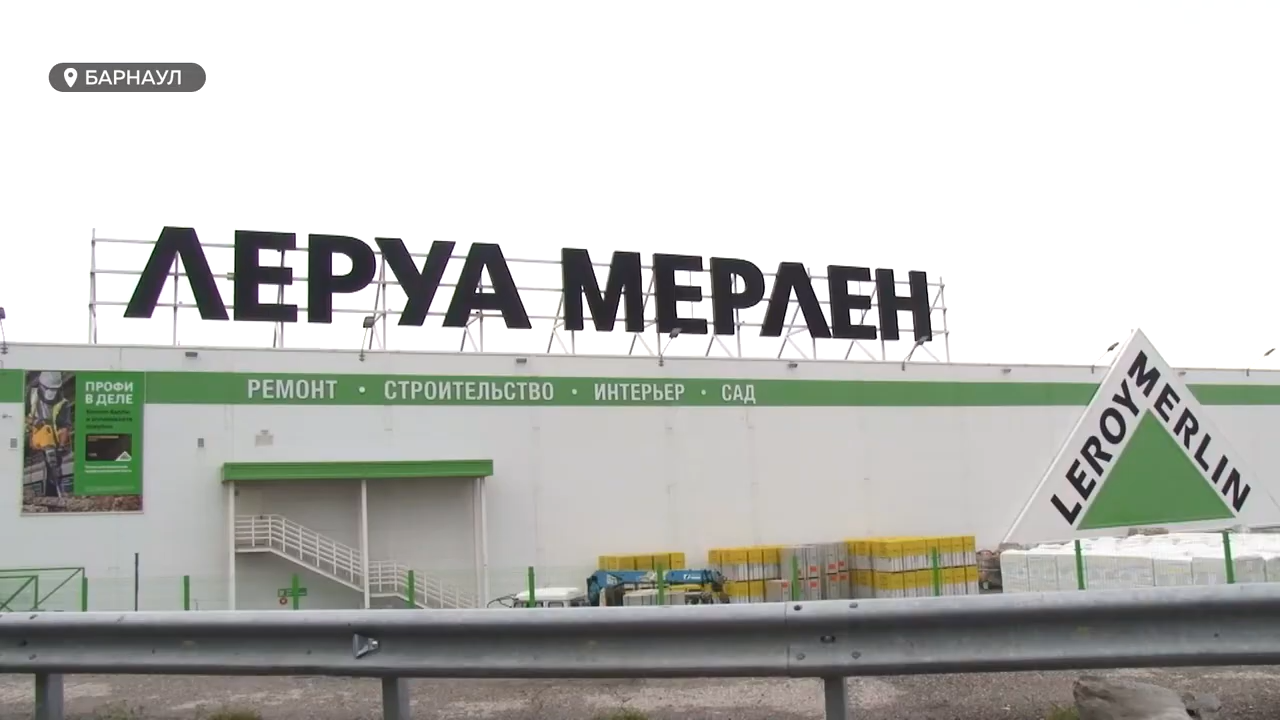 БАРНАУЛ
ЛЕРУА МЕРЛЕН
ПРОФИ
В ДЕЛЕ
РЕМОНТ • СТРОИТЕЛЬСТВО • ИНТЕРЬЕР • САД
LEROY MERLIN